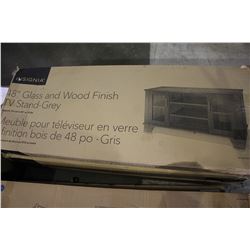 INSIGNIA
48" Glass and Wood Finish
TV Stand-Grey
Meuble pour téléviseur en verre
finition bois de 48 po -Gris